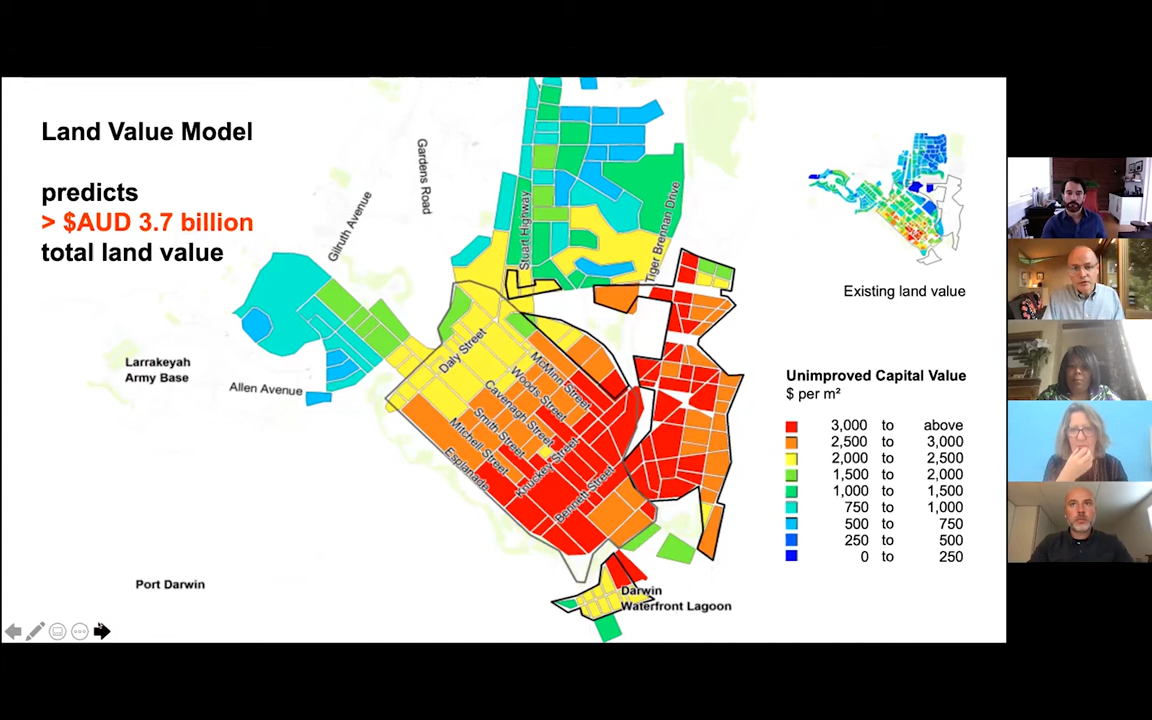 Land Value Model
predicts
> $AUD 3.7 billion
total land value
Gardens Road
Gilruth Avenue
Stuart Highway
Tiger Brennan Drive
Larrakeyah
Army Base
Allen Avenue
Daly Street
McMinn Street
Woods Street
Cavenagh Street
Smith Street
Mitchell Street
Esplanade
Knuckey Street
Bennett Street
Port Darwin
Darwin
Waterfront Lagoon
Existing land value
Unimproved Capital Value
$ per m²
3,000 to above
2,500 to 3,000
2,000 to 2,500
1,500 to 2,000
1,000 to 1,500
750 to 1,000
500 to 750
250 to 500
0 to 250